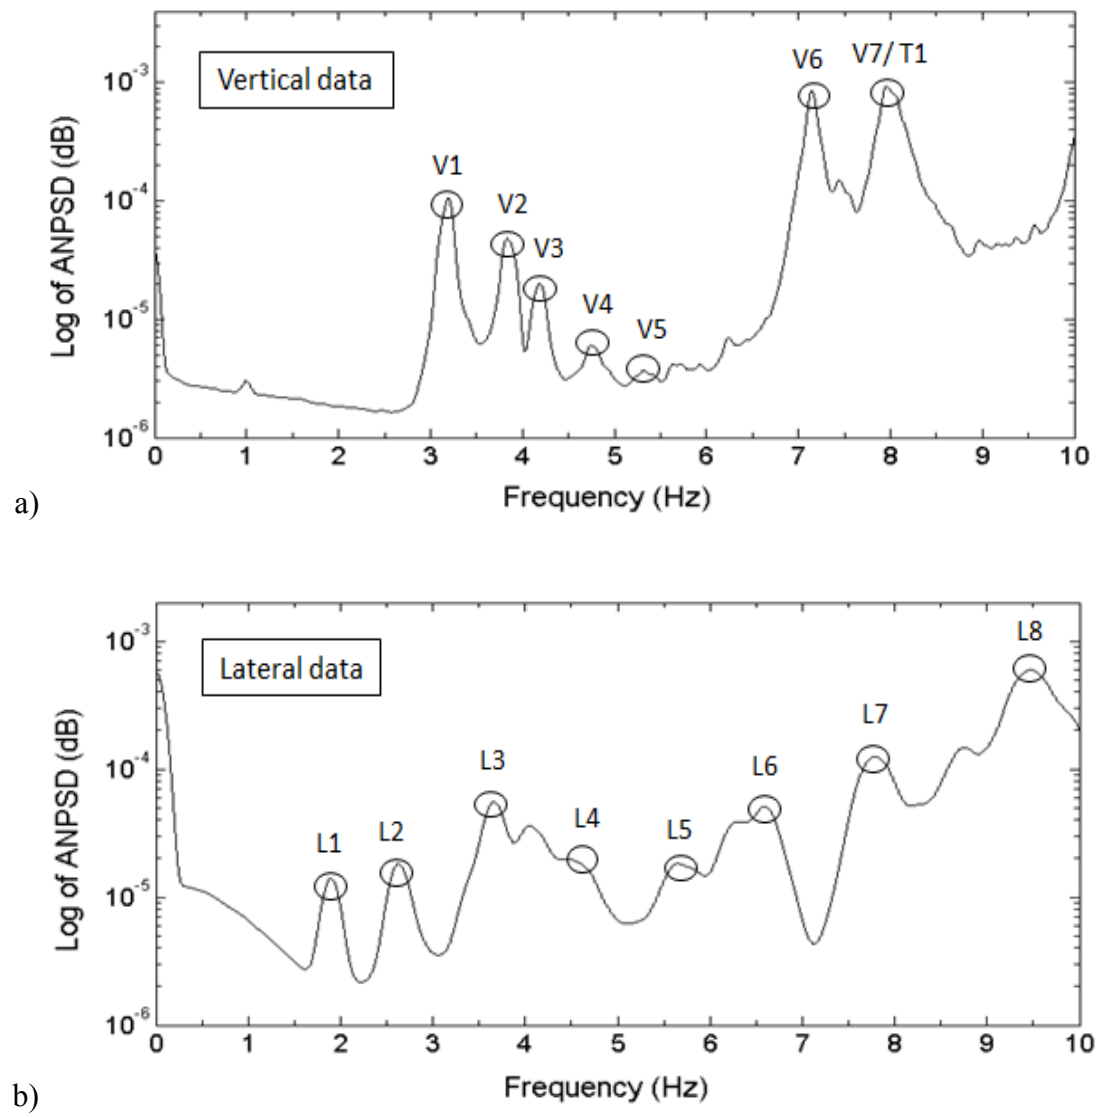 Vertical data
V1
V2
V3
V4
V5
V6
V7/ T1
Log of ANPSD (dB)
10^-3
10^-4
10^-5
10^-6
0 1 2 3 4 5 6 7 8 9 10
Frequency (Hz)
a)
Lateral data
L1
L2
L3
L4
L5
L6
L7
L8
Log of ANPSD (dB)
10^-3
10^-4
10^-5
10^-6
0 1 2 3 4 5 6 7 8 9 10
Frequency (Hz)
b)